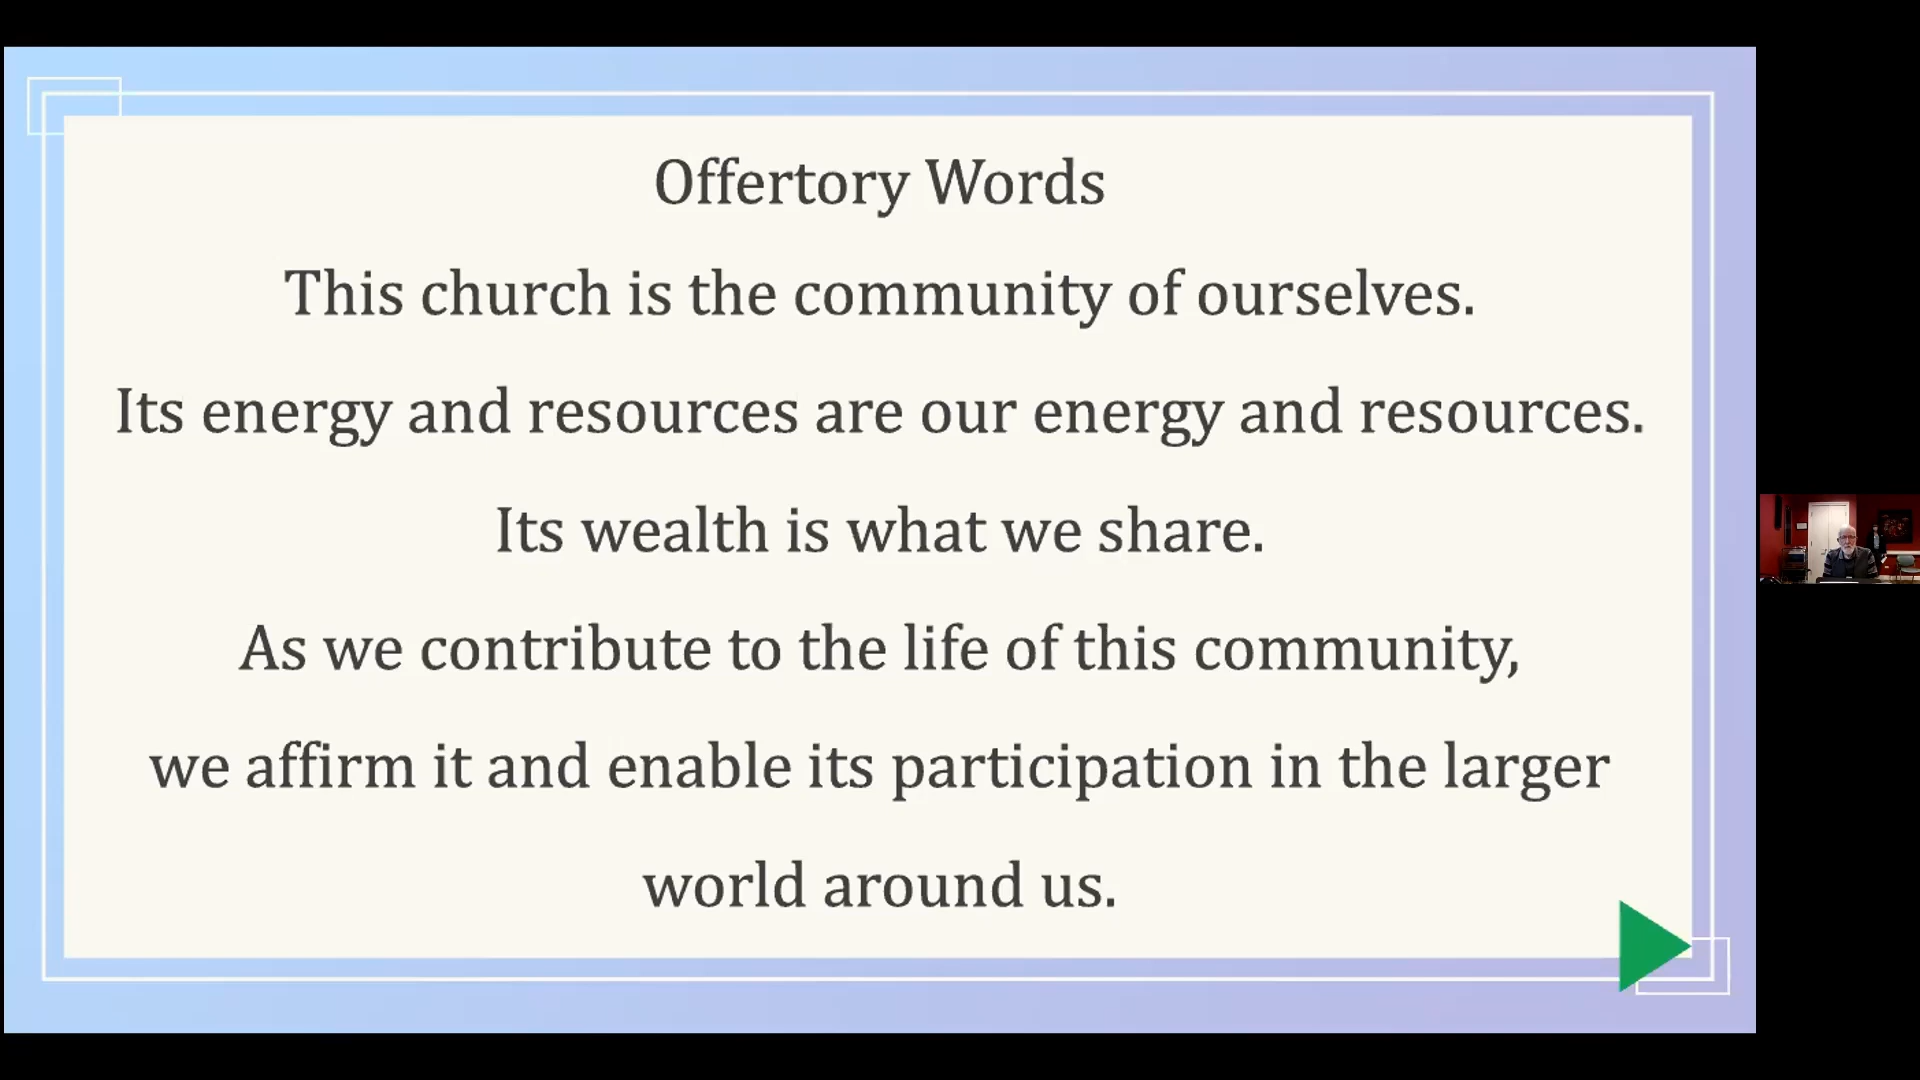 Offertory Words
This church is the community of ourselves.
Its energy and resources are our energy and resources.
Its wealth is what we share.
As we contribute to the life of this community,
we affirm it and enable its participation in the larger
world around us.